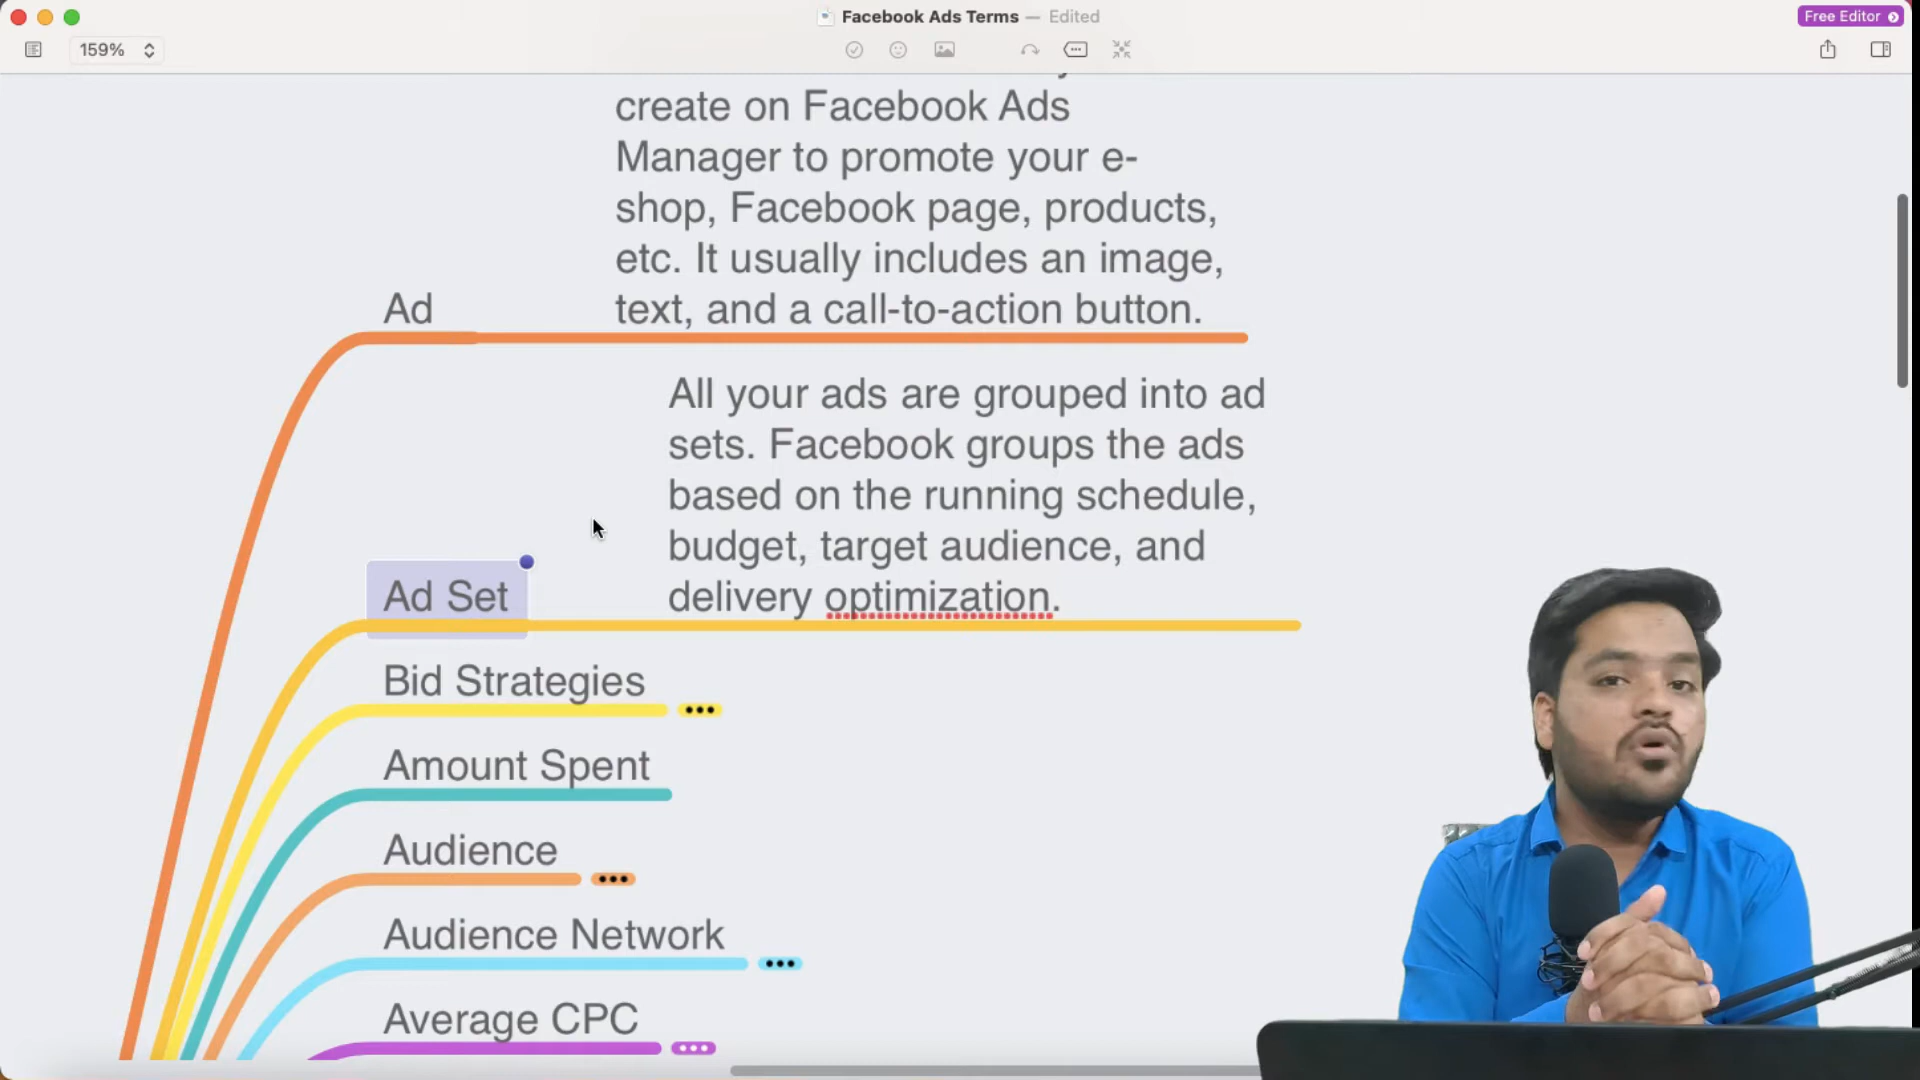 Facebook Ads Terms — Edited
Free Editor
159%
create on Facebook Ads
Manager to promote your e-
shop, Facebook page, products,
etc. It usually includes an image,
text, and a call-to-action button.
Ad
All your ads are grouped into ad
sets. Facebook groups the ads
based on the running schedule,
budget, target audience, and
delivery optimization.
Ad Set
Bid Strategies
Amount Spent
Audience
Audience Network
Average CPC